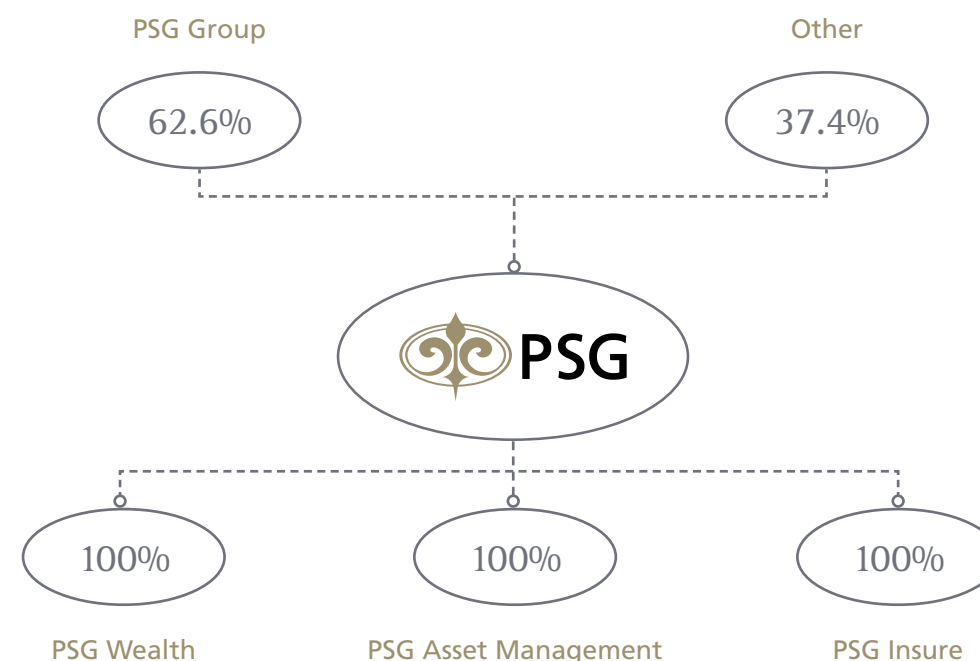 PSG Group Other
62.6% 37.4%
PSG
100% 100% 100%
PSG Wealth PSG Asset Management PSG Insure